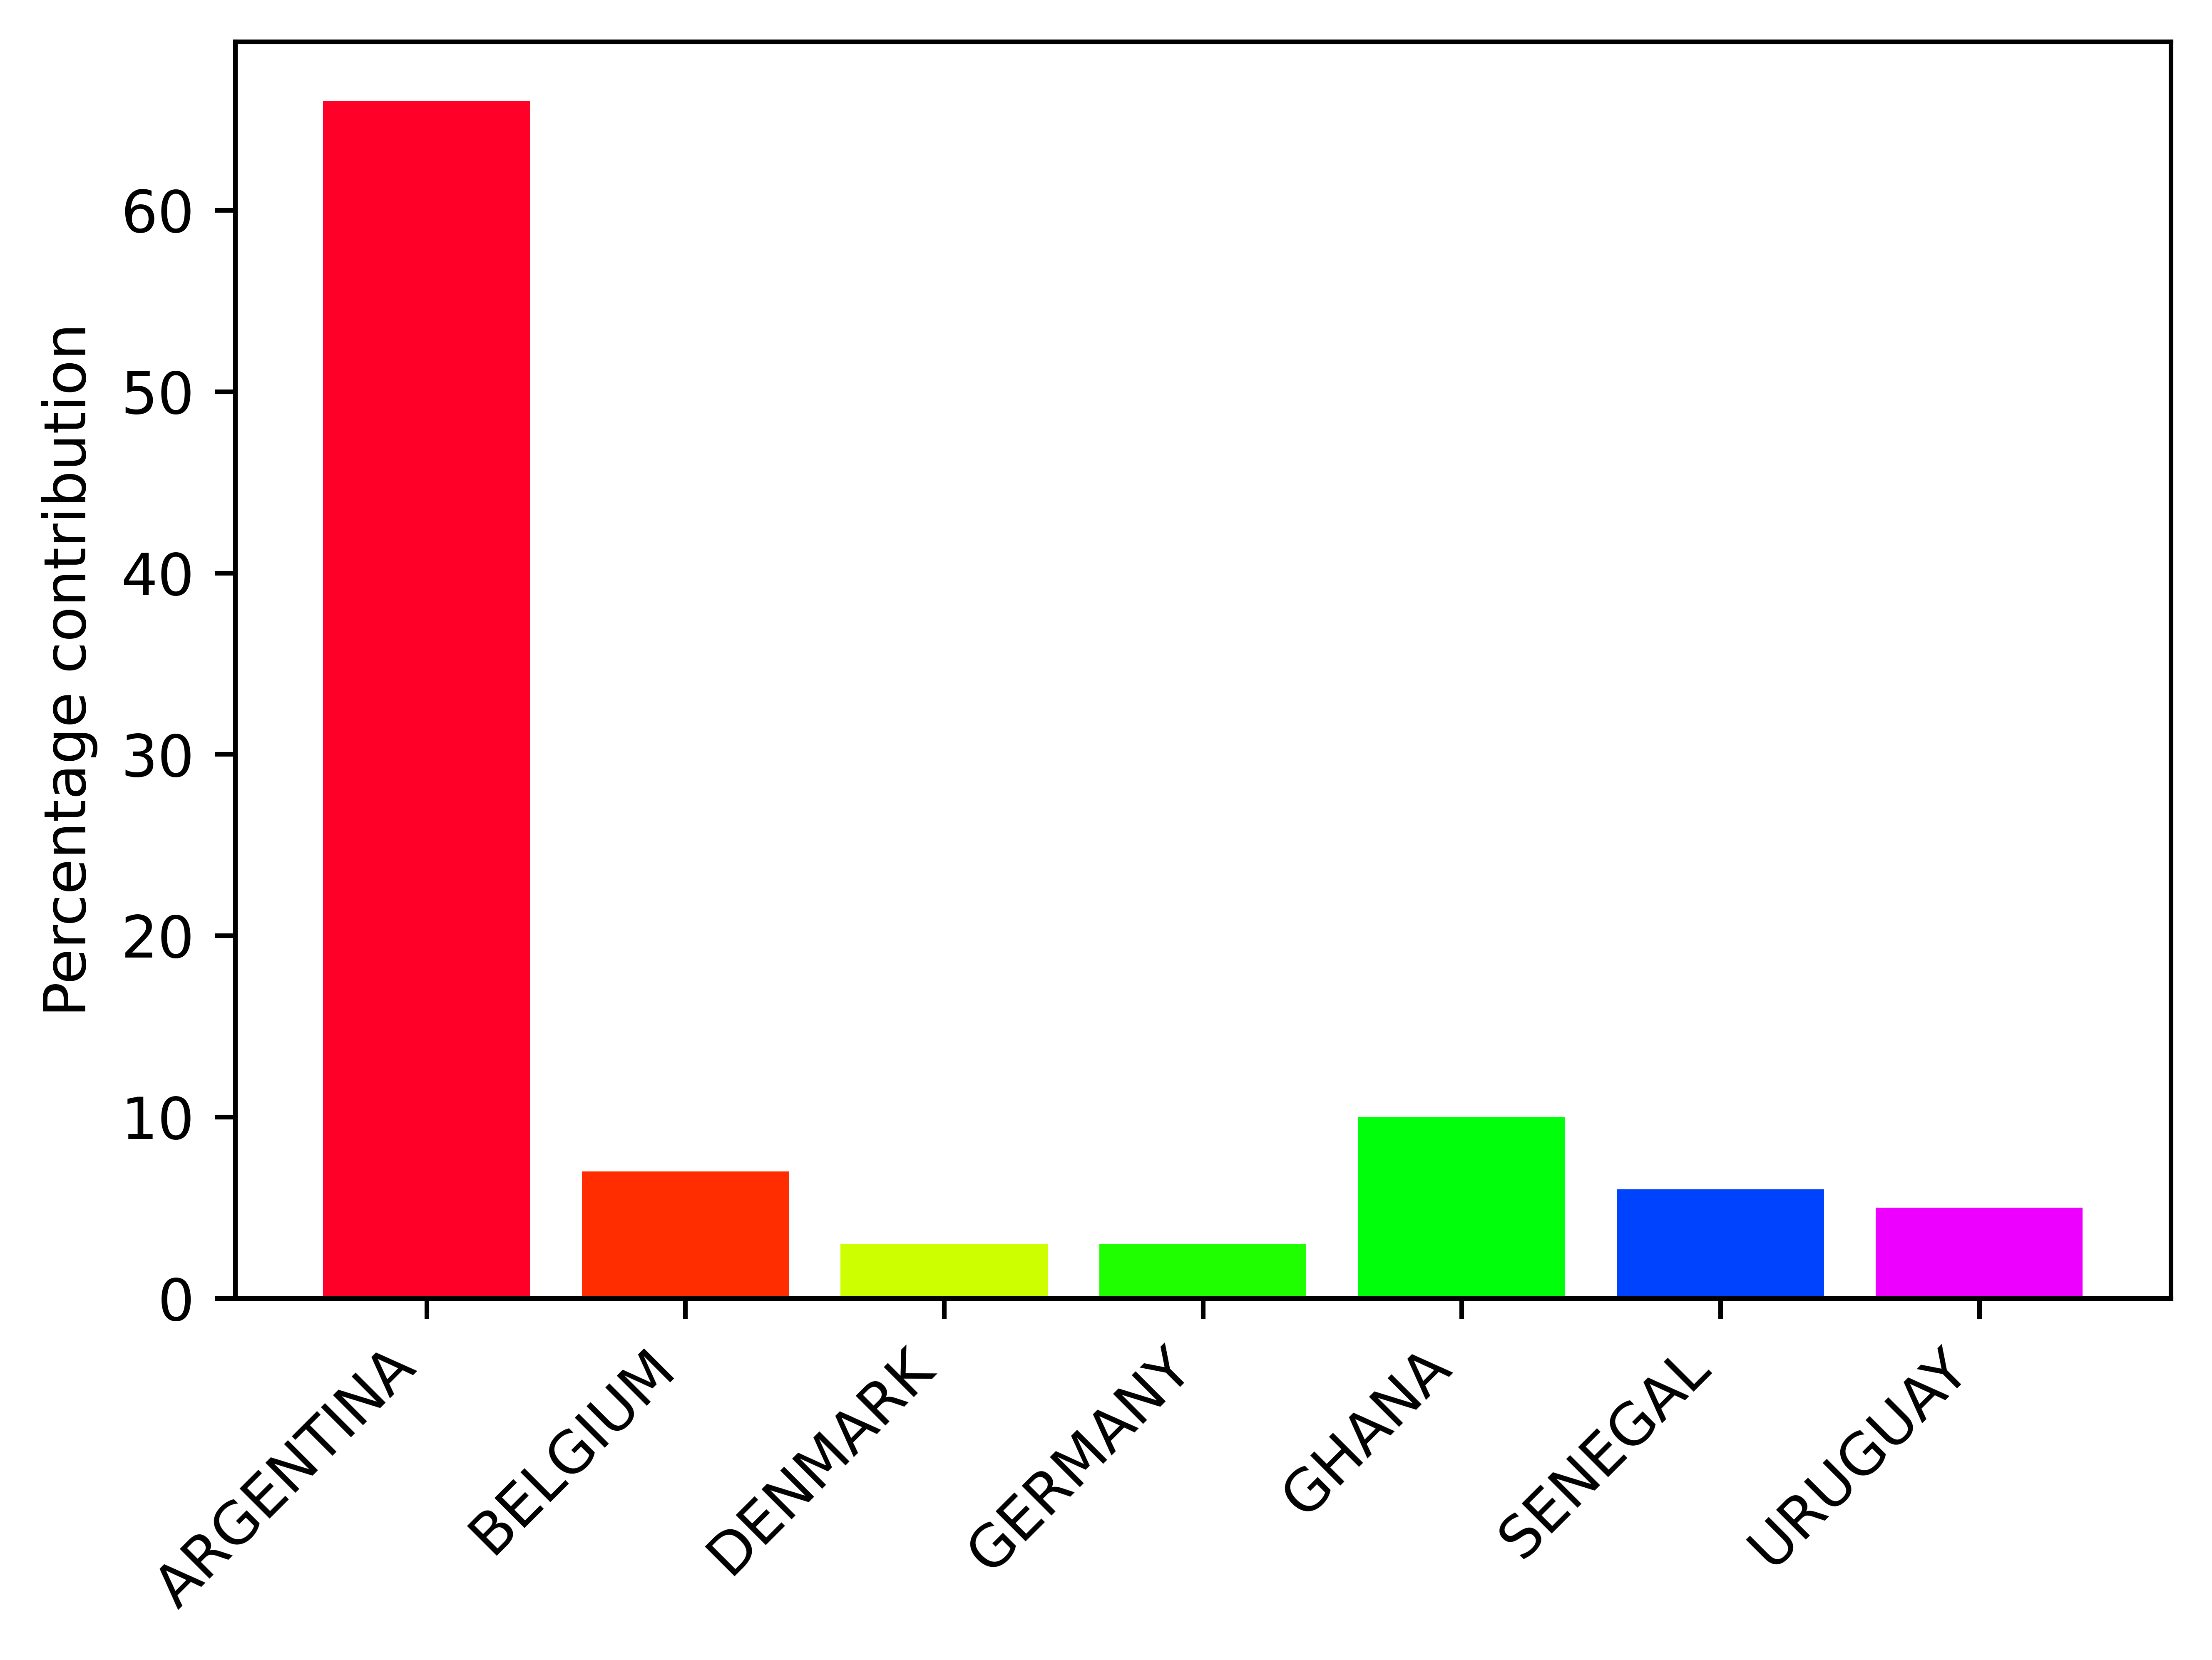 Percentage contribution
60
50
40
30
20
10
0
ARGENTINA
BELGIUM
DENMARK
GERMANY
GHANA
SENEGAL
URUGUAY